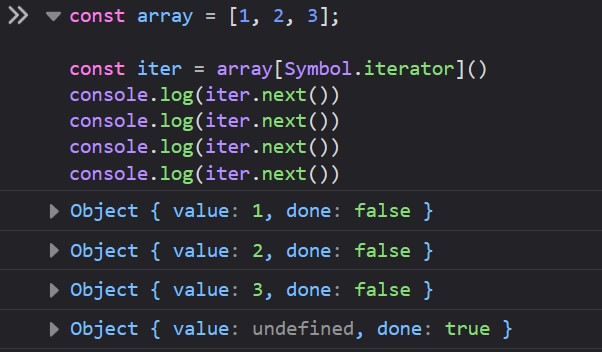 const array = [1, 2, 3];
const iter = array[Symbol.iterator]()
console.log(iter.next())
console.log(iter.next())
console.log(iter.next())
console.log(iter.next())
Object { value: 1, done: false }
Object { value: 2, done: false }
Object { value: 3, done: false }
Object { value: undefined, done: true }